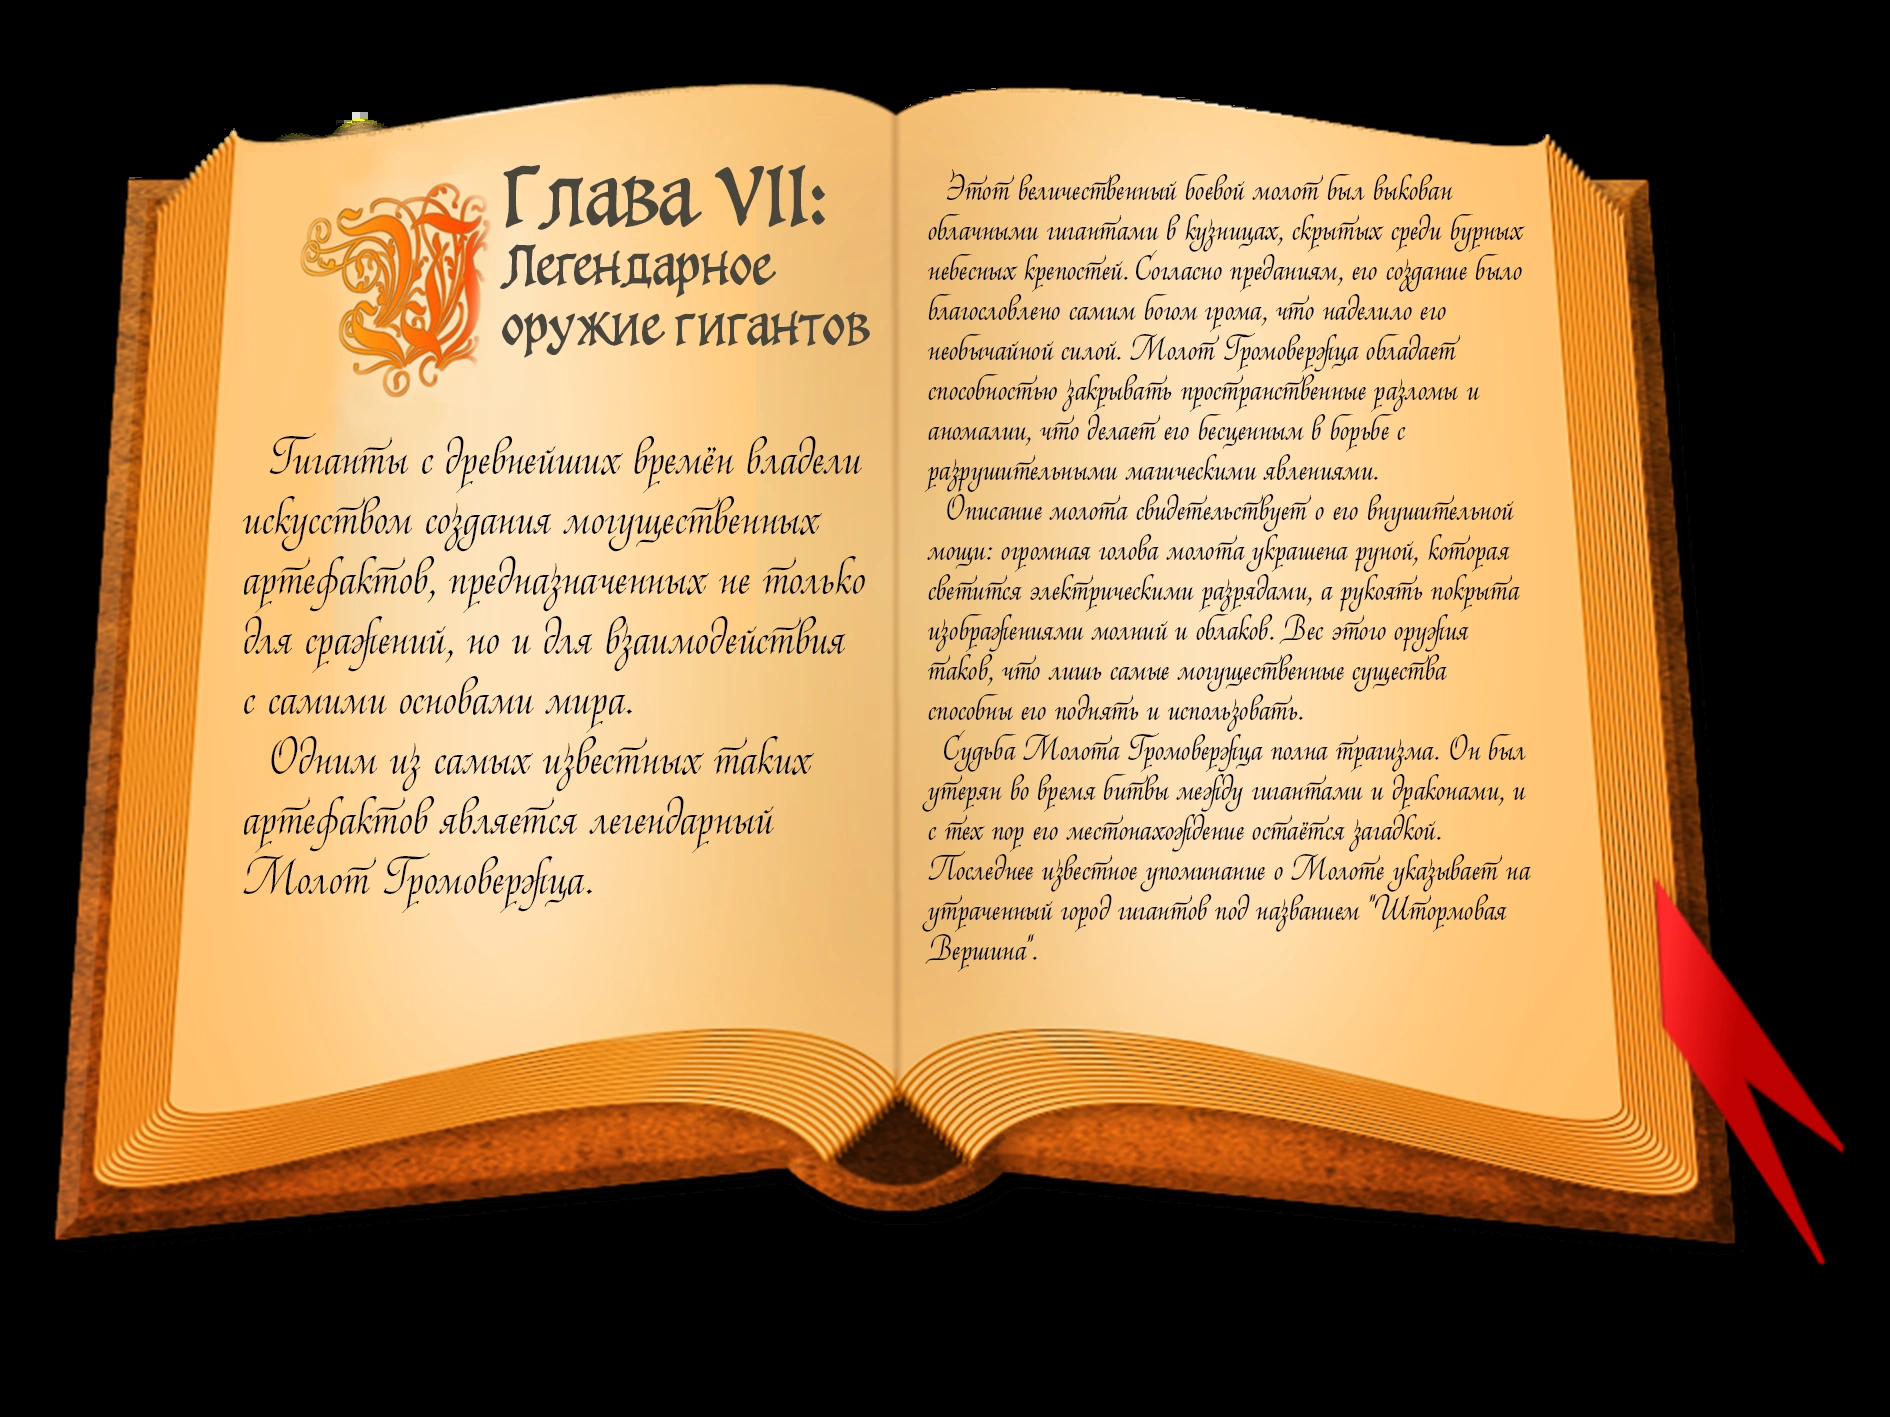 Глава VII:
Легендарное
оружие гигантов
Гиганты с древнейших времён владели
искусством создания могущественных
артефактов, предназначенных не только
для сражений, но и для взаимодействия
с самими основами мира.
Одним из самых известных таких
артефактов является легендарный
Молот Громовержца.
Этот величественный боевой молот был выкован
облачными гигантами в кузницах, скрытых среди бурных
небесных крепостей. Согласно преданиям, его создание было
благословлено самим богом грома, что наделило его
необычайной силой. Молот Громовержца обладает
способностью закрывать пространственные разломы и
аномалии, что делает его бесценным в борьбе с
разрушительными магическими явлениями.
Описание молота свидетельствует о его внушительной
мощи: огромная голова молота украшена руной, которая
светится электрическими разрядами, а рукоять покрыта
изображениями молний и облаков. Вес этого оружия
таков, что лишь самые могущественные существа
способны его поднять и использовать.
Судьба Молота Громовержца полна трагизма. Он был
утерян во время битвы между гигантами и драконами, и
с тех пор его местонахождение остаётся загадкой.
Последнее известное упоминание о Молоте указывает на
утраченный город гигантов под названием "Штормовая
Вершина".